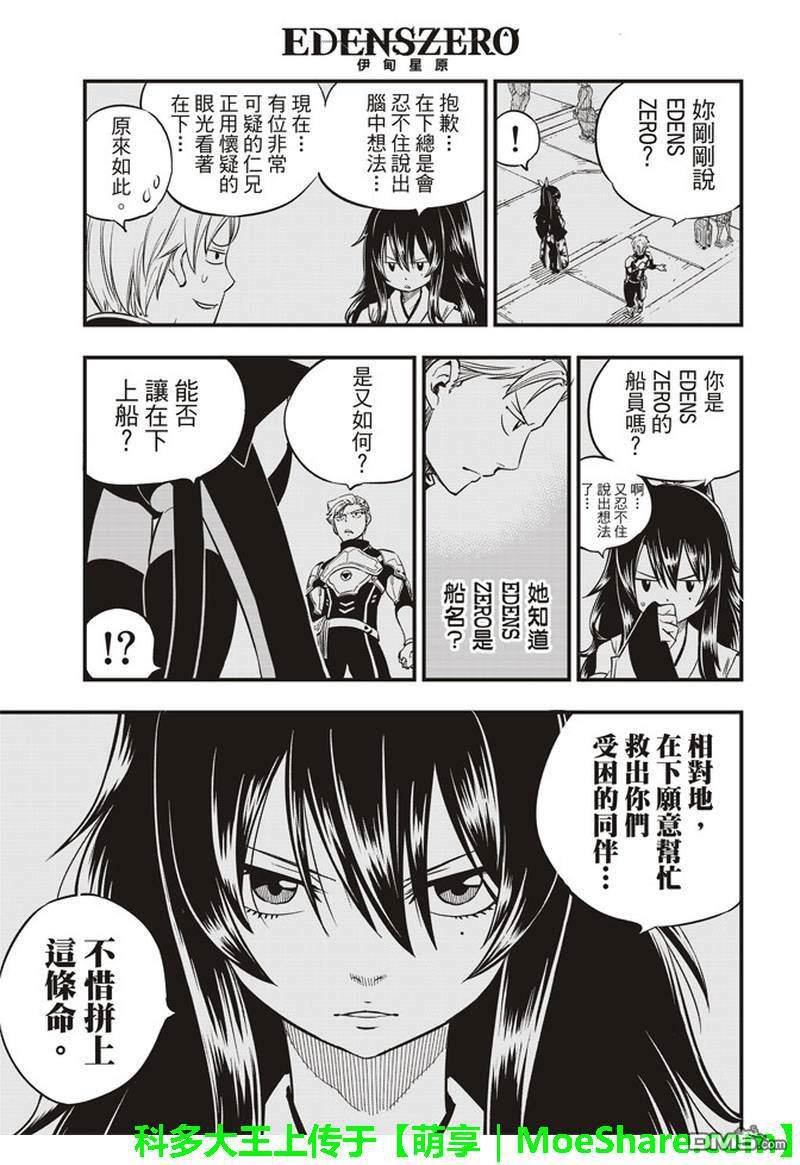 EDENSZERO
伊甸星原
妳剛剛說
EDENS
ZERO?
!
抱歉…
在下總是會
忍不住說出
腦中想法…
現在…
有位非常
可疑的仁兄
正用懷疑的
眼光看著
在下…
原來如此。
你是
EDENS
ZERO的
船員嗎?
啊…
又忍不住
說出想法
了…
她知道
EDENS
ZERO是
船名?
是又如何?
能否
讓在下
上船?
!?
相對地，
在下願意幫忙
救出你們
受困的同伴…
不惜拼上
這條命。
科多大王上传于【萌享｜MoeShare